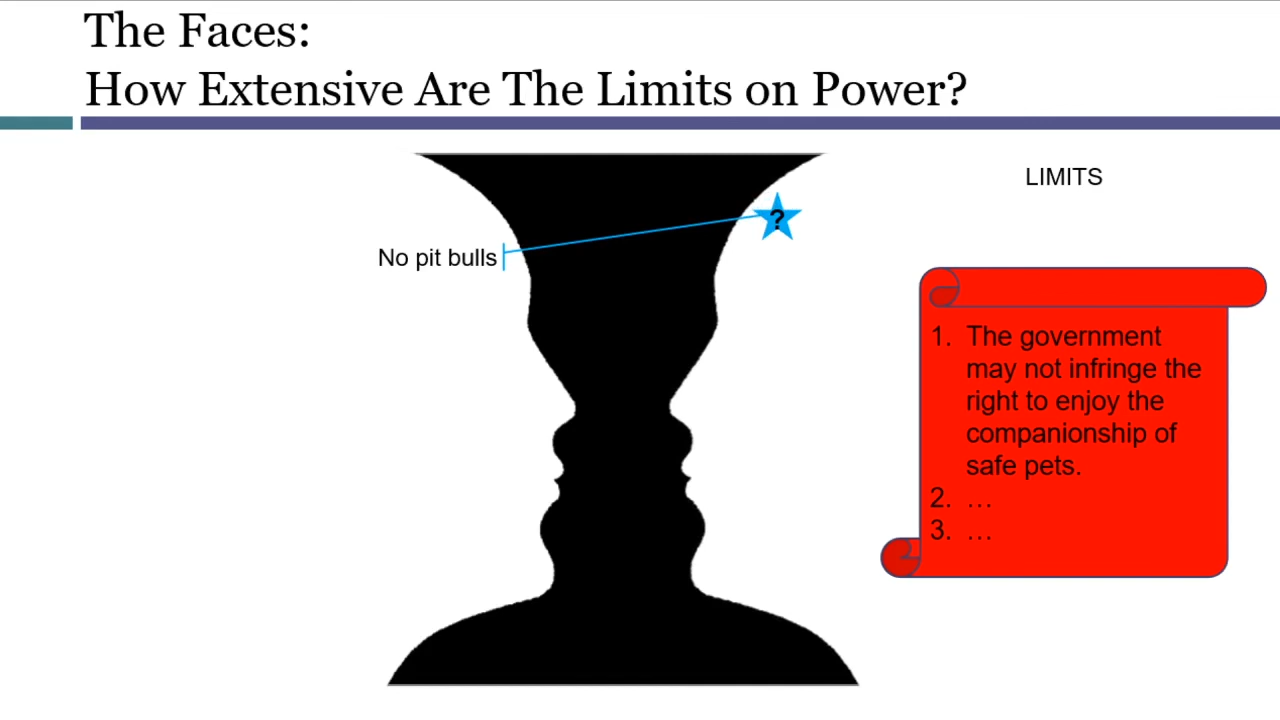 The Faces:
How Extensive Are The Limits on Power?
LIMITS
?
No pit bulls
1. The government
may not infringe the
right to enjoy the
companionship of
safe pets.
2. …
3. …